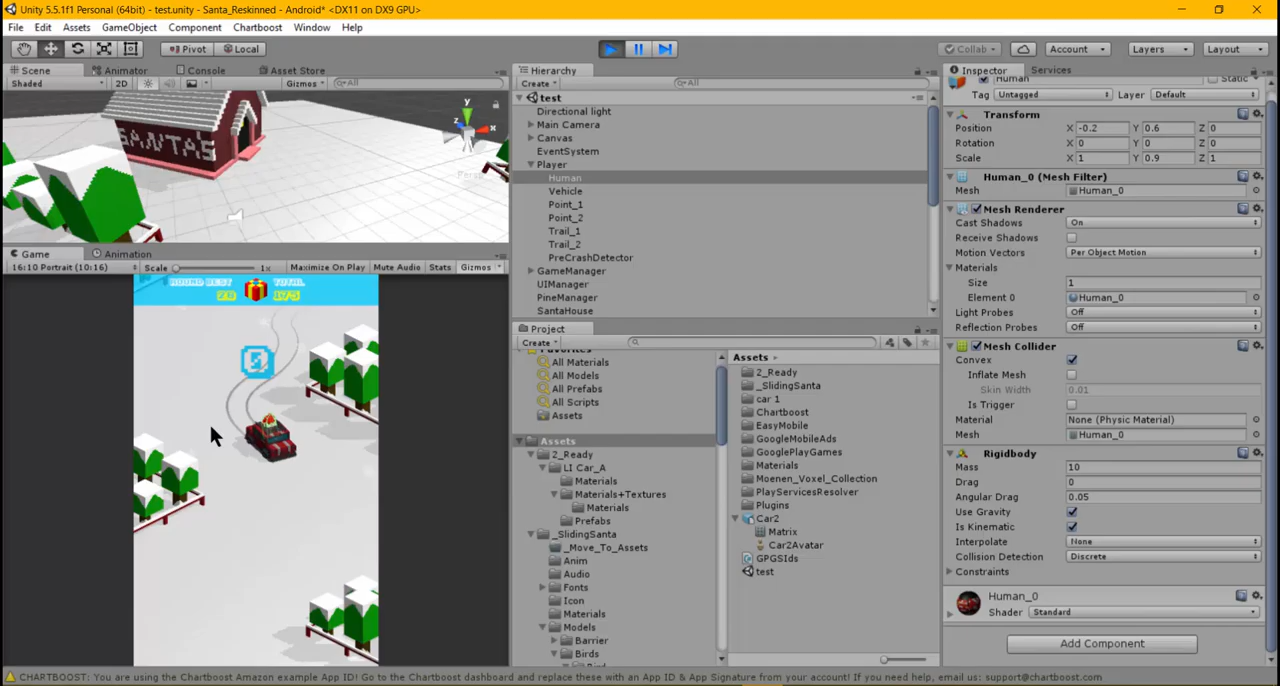 Unity 5.5.1f1 Personal (64bit) - test.unity - Santa_Reskinned - Android* <DX11 on DX9 GPU>
File Edit Assets GameObject Component Chartboost Window Help
Pivot Local Collab Account Layers Layout
Scene Animator Console Asset Store
Shaded 2D Gizmos All
SANTA'S
y
x
z
Persp
Game Animation
16:10 Portrait (10:16) Scale 1x Maximize On Play Mute Audio Stats Gizmos
ROUND BEST TOTAL
20 175
0
Hierarchy
Create All
test
Directional light
Main Camera
Canvas
EventSystem
Player
Human
Vehicle
Point_1
Point_2
Trail_1
Trail_2
PreCrashDetector
GameManager
UIManager
PineManager
SantaHouse
Project
Create
Favorites
All Materials
All Models
All Prefabs
All Scripts
Assets
Assets
2_Ready
LI Car_A
Materials
Materials+Textures
Materials
Prefabs
_SlidingSanta
_Move_To_Assets
Anim
Audio
Fonts
Icon
Materials
Models
Barrier
Birds
Bird
Assets
2_Ready
_SlidingSanta
car 1
Chartboost
EasyMobile
GoogleMobileAds
GooglePlayGames
Materials
Moenen_Voxel_Collection
PlayServicesResolver
Plugins
Car2
Matrix
Car2Avatar
GPGSIds
test
Inspector Services
Human Static
Tag Untagged Layer Default
Transform
Position X -0.2 Y 0.6 Z 0
Rotation X 0 Y 0 Z 0
Scale X 1 Y 0.9 Z 1
Human_0 (Mesh Filter)
Mesh Human_0
Mesh Renderer
Cast Shadows On
Receive Shadows
Motion Vectors Per Object Motion
Materials
Size 1
Element 0 Human_0
Light Probes Off
Reflection Probes Off
Mesh Collider
Convex
Inflate Mesh
Skin Width 0.01
Is Trigger
Material None (Physic Material)
Mesh Human_0
Rigidbody
Mass 10
Drag 0
Angular Drag 0.05
Use Gravity
Is Kinematic
Interpolate None
Collision Detection Discrete
Constraints
Human_0
Shader Standard
Add Component
CHARTBOOST: You are using the Chartboost Amazon example App ID! Go to the Chartboost dashboard and replace these with an App ID & App Signature from your account! If you need help, email us: support@chartboost.com